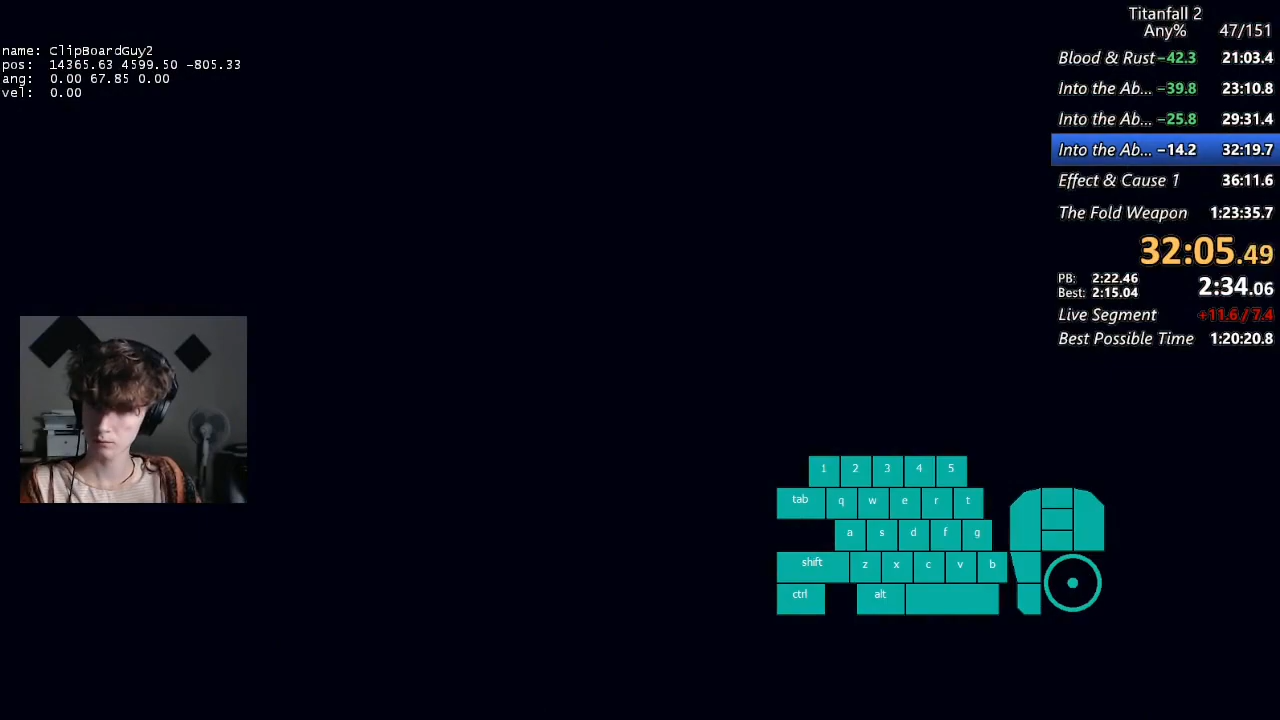 name: ClipBoardGuy2
pos: 14365.63 4599.50 -805.33
ang: 0.00 67.85 0.00
vel: 0.00
Titanfall 2
Any% 47/151
Blood & Rust −42.3 21:03.4
Into the Ab... −39.8 23:10.8
Into the Ab... −25.8 29:31.4
Into the Ab... −14.2 32:19.7
Effect & Cause 1 36:11.6
The Fold Weapon 1:23:35.7
32:05.49
PB: 2:22.46
Best: 2:15.04
2:34.06
Live Segment +11.6 / 7.4
Best Possible Time 1:20:20.8
1 2 3 4 5
tab q w e r t
a s d f g
shift z x c v b
ctrl alt